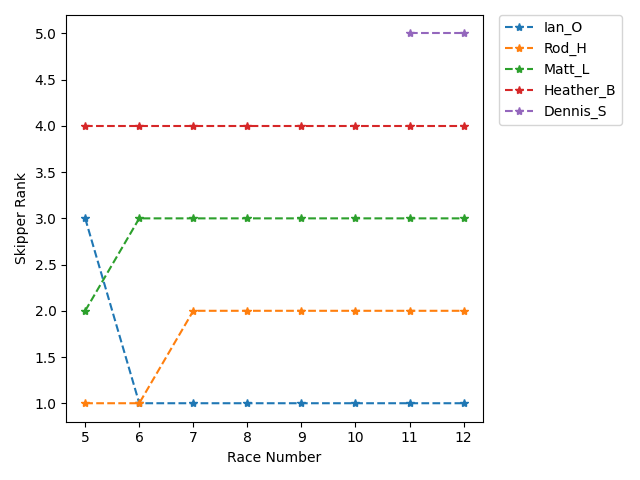 5.0
4.5
4.0
3.5
3.0
2.5
2.0
1.5
1.0
Skipper Rank
5 6 7 8 9 10 11 12
Race Number
Ian_O
Rod_H
Matt_L
Heather_B
Dennis_S